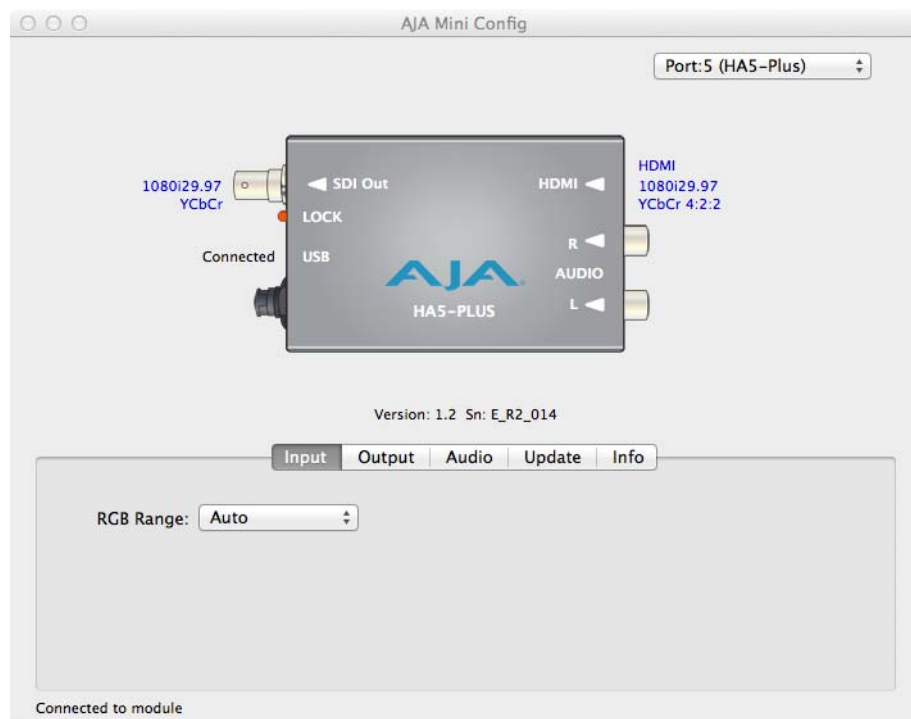 AJA Mini Config
Port:5 (HA5-Plus)
1080i29.97
YCbCr
SDI Out
HDMI
HDMI
1080i29.97
YCbCr 4:2:2
LOCK
Connected
USB
R
AUDIO
L
AJA
HA5-PLUS
Version: 1.2 Sn: E_R2_014
Input Output Audio Update Info
RGB Range: Auto
Connected to module